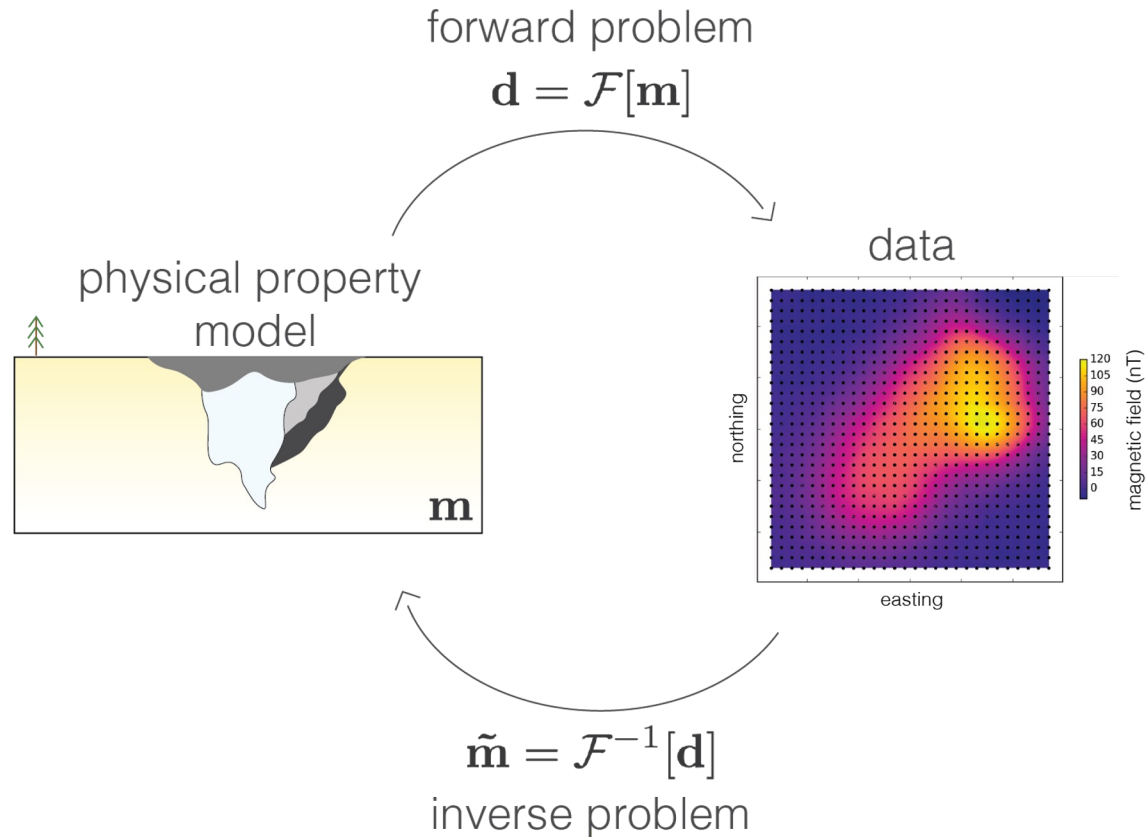 forward problem
d = F[m]
physical property
model
m
data
northing
easting
120
105
90
75
60
45
30
15
0
magnetic field (nT)
m̃ = F⁻¹[d]
inverse problem